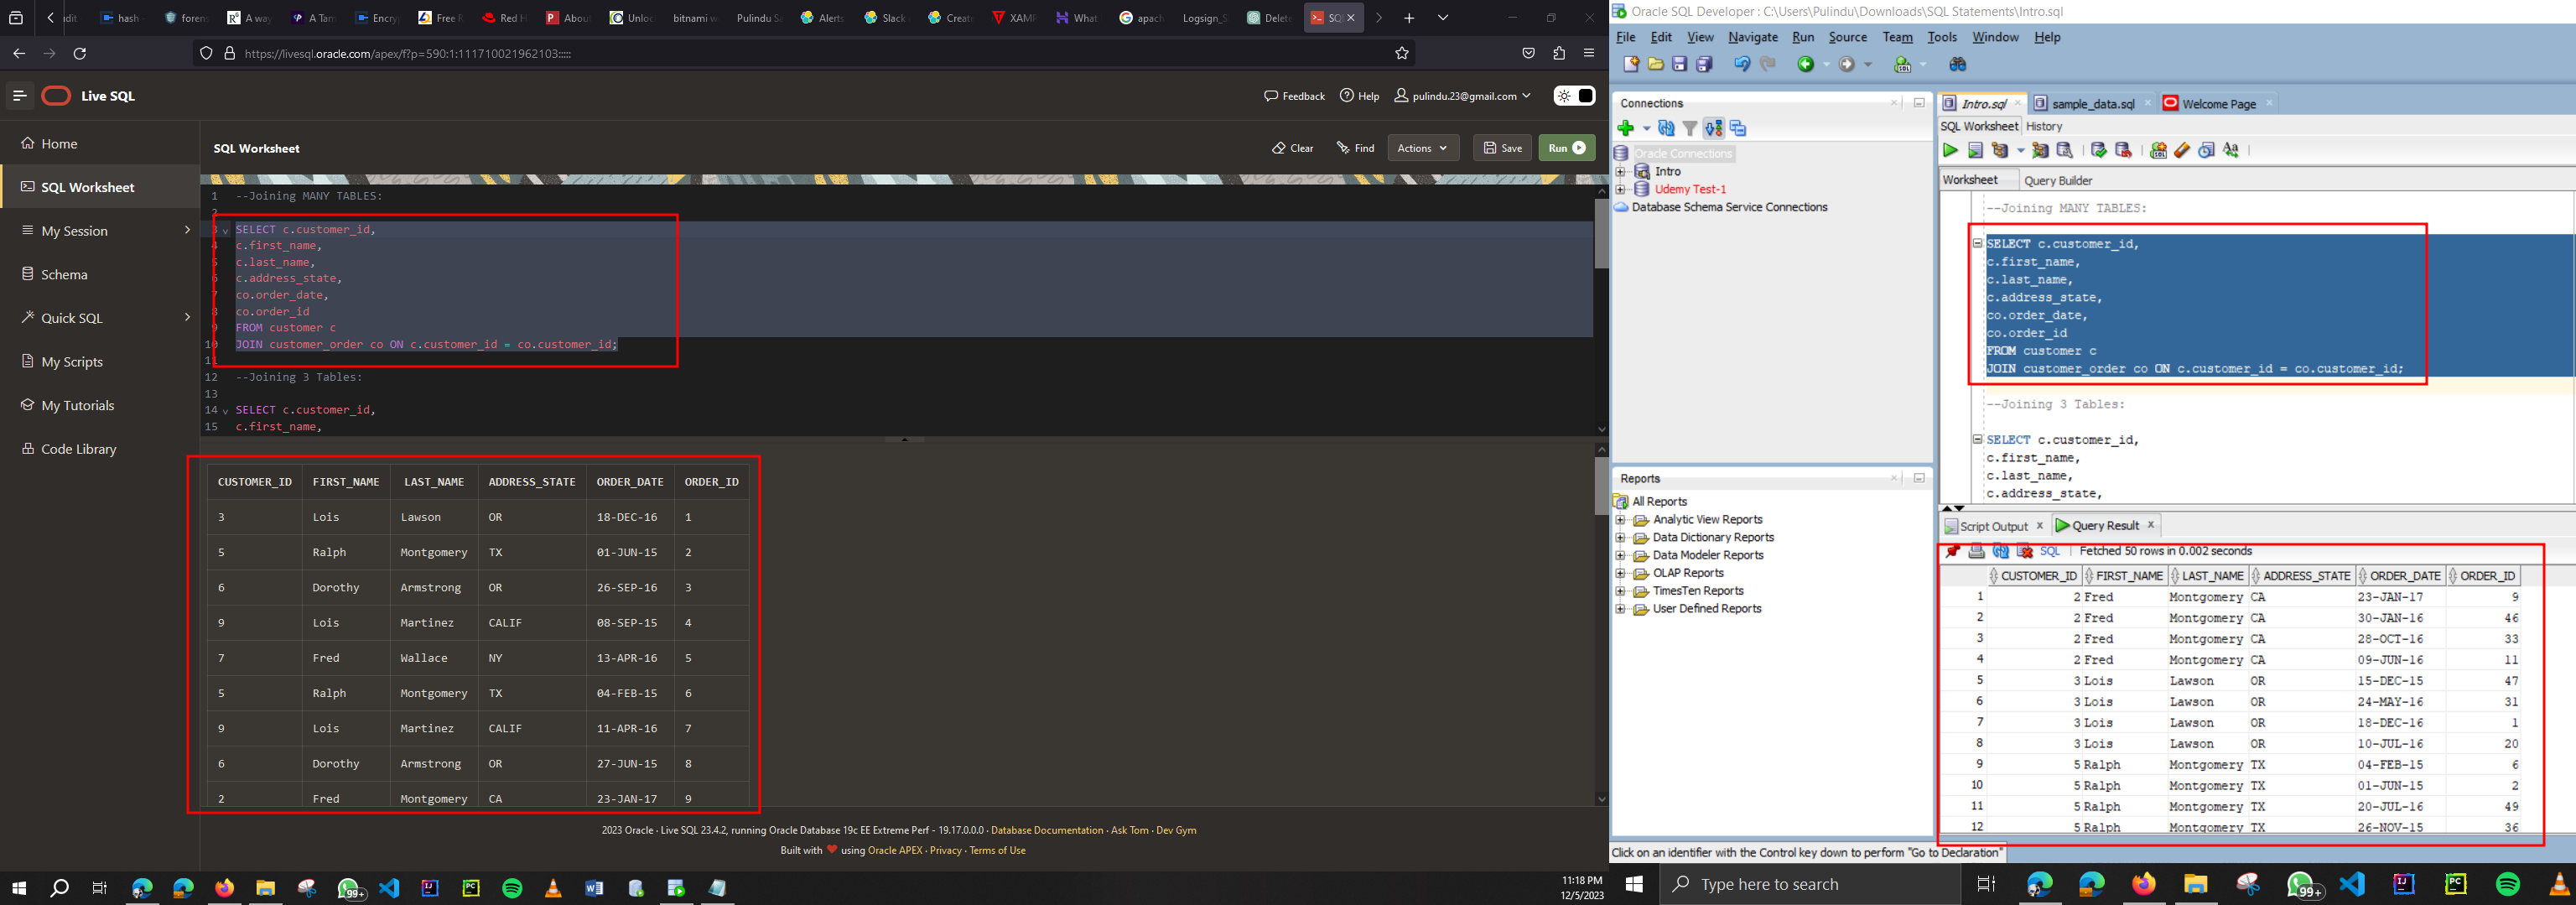 udit
hash
foren
A way
A Tam
Encry
Free R
Red H
About
Unloc
bitnami w
Pulindu S
Alerts
Slack
Creat
XAMP
What
apach
Logsign_S
Delete
SQ
https://livesql.oracle.com/apex/f?p=590:1:111710021962103:::::
Live SQL
Feedback
Help
pulindu.23@gmail.com
Home
SQL Worksheet
My Session
Schema
Quick SQL
My Scripts
My Tutorials
Code Library
SQL Worksheet
Clear
Find
Actions
Save
Run
1 --Joining MANY TABLES:
2
3 SELECT c.customer_id,
4 c.first_name,
5 c.last_name,
6 c.address_state,
7 co.order_date,
8 co.order_id
9 FROM customer c
10 JOIN customer_order co ON c.customer_id = co.customer_id;
11
12 --Joining 3 Tables:
13
14 SELECT c.customer_id,
15 c.first_name,
CUSTOMER_ID FIRST_NAME LAST_NAME ADDRESS_STATE ORDER_DATE ORDER_ID
3 Lois Lawson OR 18-DEC-16 1
5 Ralph Montgomery TX 01-JUN-15 2
6 Dorothy Armstrong OR 26-SEP-16 3
9 Lois Martinez CALIF 08-SEP-15 4
7 Fred Wallace NY 13-APR-16 5
5 Ralph Montgomery TX 04-FEB-15 6
9 Lois Martinez CALIF 11-APR-16 7
6 Dorothy Armstrong OR 27-JUN-15 8
2 Fred Montgomery CA 23-JAN-17 9
2023 Oracle · Live SQL 23.4.2, running Oracle Database 19c EE Extreme Perf - 19.17.0.0.0 · Database Documentation · Ask Tom · Dev Gym
Built with ❤ using Oracle APEX · Privacy · Terms of Use
99+
11:18 PM
12/5/2023
Oracle SQL Developer : C:\Users\Pulindu\Downloads\SQL Statements\Intro.sql
File Edit View Navigate Run Source Team Tools Window Help
Connections
Oracle Connections
Intro
Udemy Test-1
Database Schema Service Connections
Reports
All Reports
Analytic View Reports
Data Dictionary Reports
Data Modeler Reports
OLAP Reports
TimesTen Reports
User Defined Reports
Intro.sql
sample_data.sql
Welcome Page
SQL Worksheet History
Worksheet Query Builder
--Joining MANY TABLES:
SELECT c.customer_id,
c.first_name,
c.last_name,
c.address_state,
co.order_date,
co.order_id
FROM customer c
JOIN customer_order co ON c.customer_id = co.customer_id;
--Joining 3 Tables:
SELECT c.customer_id,
c.first_name,
c.last_name,
c.address_state,
Script Output Query Result
SQL | Fetched 50 rows in 0.002 seconds
CUSTOMER_ID FIRST_NAME LAST_NAME ADDRESS_STATE ORDER_DATE ORDER_ID
1 2 Fred Montgomery CA 23-JAN-17 9
2 2 Fred Montgomery CA 30-JAN-16 46
3 2 Fred Montgomery CA 28-OCT-16 33
4 2 Fred Montgomery CA 09-JUN-16 11
5 3 Lois Lawson OR 15-DEC-15 47
6 3 Lois Lawson OR 24-MAY-16 31
7 3 Lois Lawson OR 18-DEC-16 1
8 3 Lois Lawson OR 10-JUL-16 20
9 5 Ralph Montgomery TX 04-FEB-15 6
10 5 Ralph Montgomery TX 01-JUN-15 2
11 5 Ralph Montgomery TX 20-JUL-16 49
12 5 Ralph Montgomery TX 26-NOV-15 36
Click on an identifier with the Control key down to perform "Go to Declaration"
Type here to search
99+